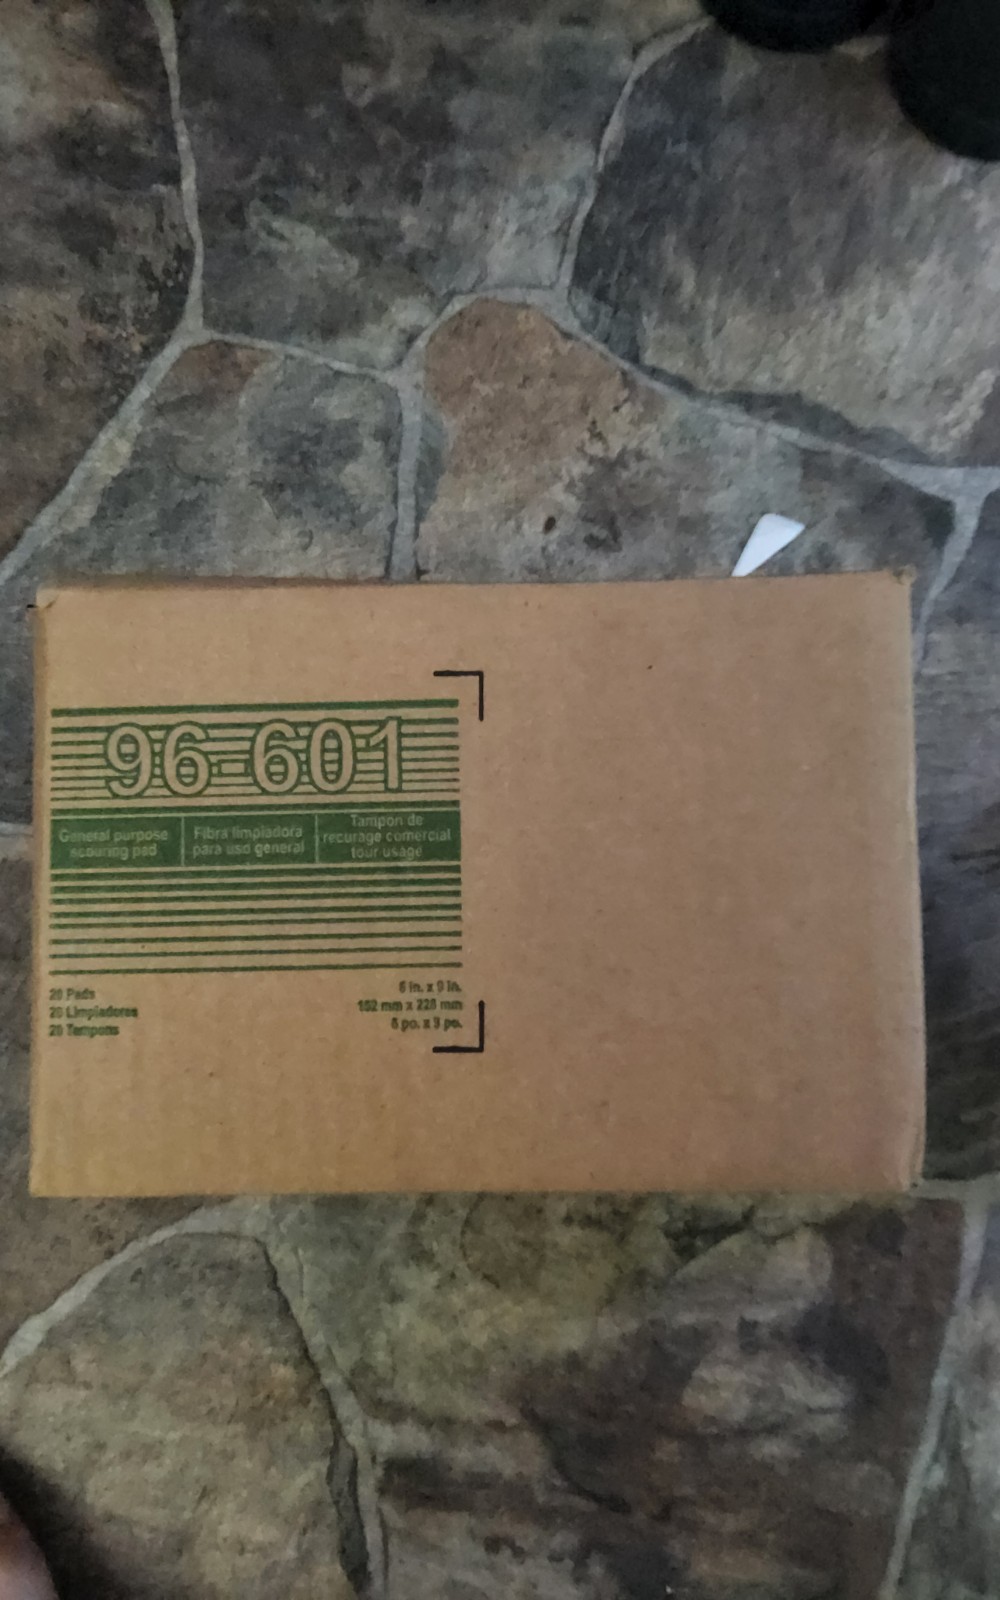 96-601
General purpose
scouring pad
Fibra limpiadora
para uso general
Tampon de
recurage comercial
tour usage
20 Pads
20 Limpiadores
20 Tampons
6 in. x 9 in.
152 mm x 228 mm
6 po. x 9 po.